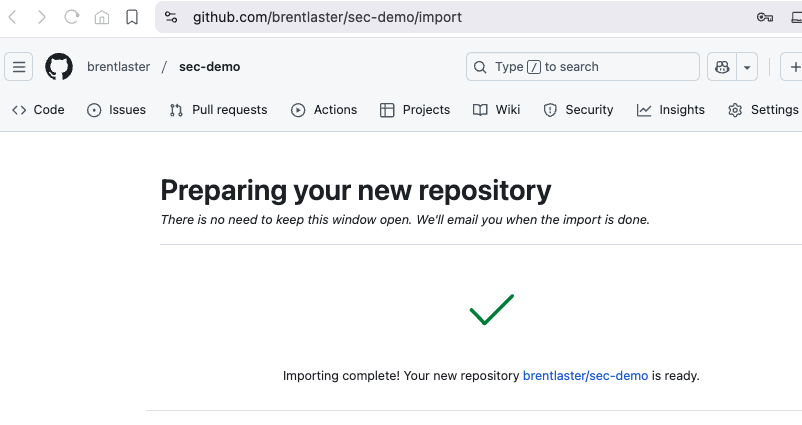 github.com/brentlaster/sec-demo/import
brentlaster / sec-demo
Type / to search
Code Issues Pull requests Actions Projects Wiki Security Insights Settings
Preparing your new repository
There is no need to keep this window open. We'll email you when the import is done.
Importing complete! Your new repository brentlaster/sec-demo is ready.